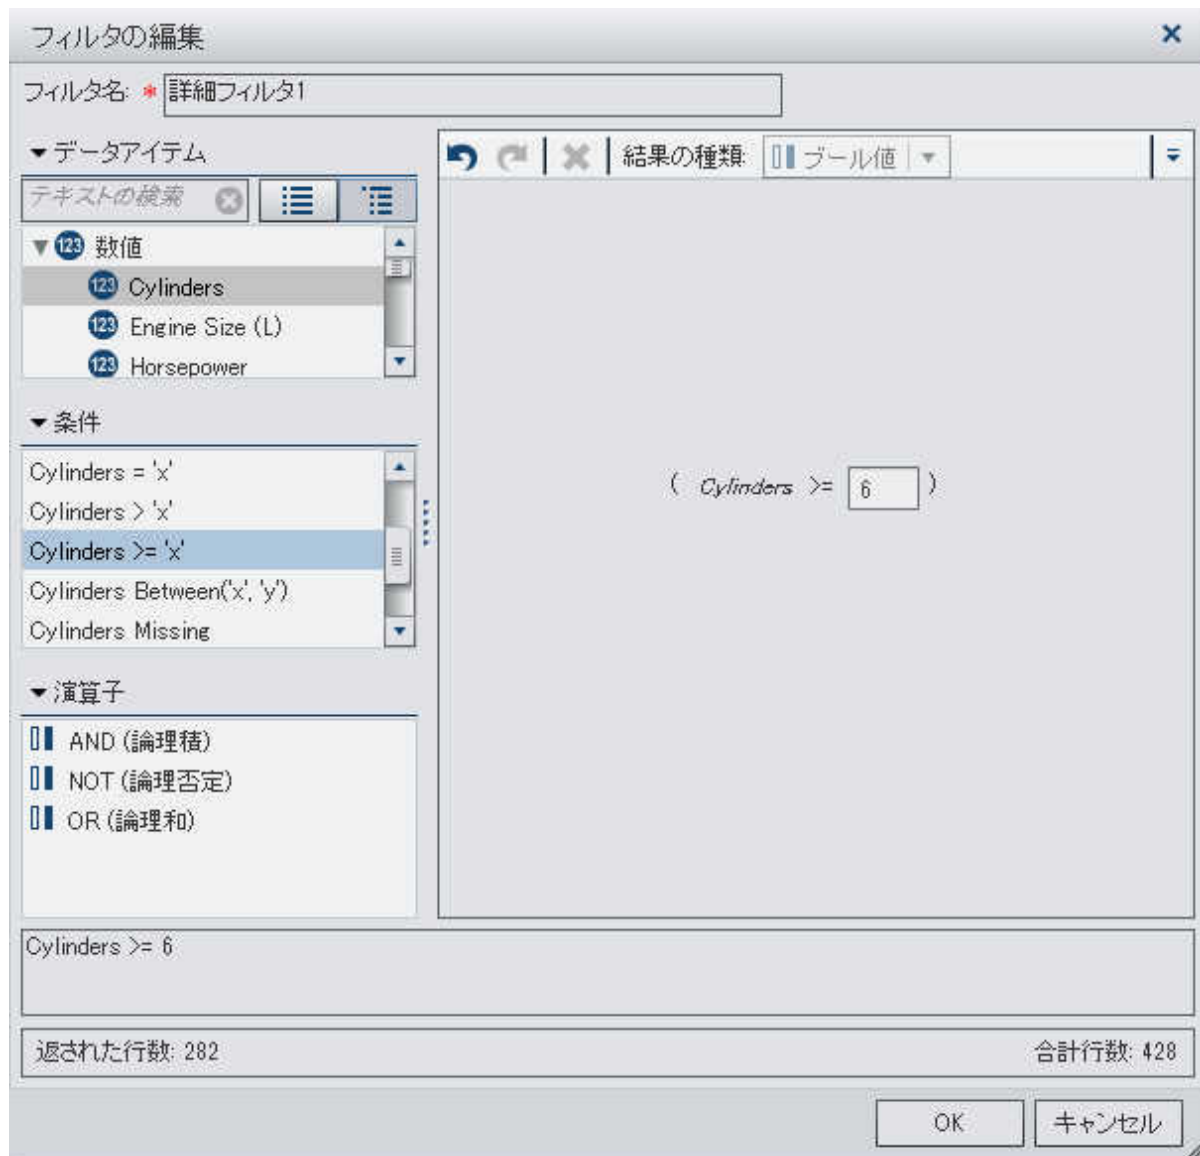 フィルタの編集
フィルタ名: * 詳細フィルタ1
データアイテム
テキストの検索
123 数値
123 Cylinders
123 Engine Size (L)
123 Horsepower
条件
Cylinders = 'x'
Cylinders > 'x'
Cylinders >= 'x'
Cylinders Between('x', 'y')
Cylinders Missing
演算子
AND (論理積)
NOT (論理否定)
OR (論理和)
結果の種類: ブール値
( Cylinders >= 6 )
Cylinders >= 6
返された行数: 282
合計行数: 428
OK
キャンセル